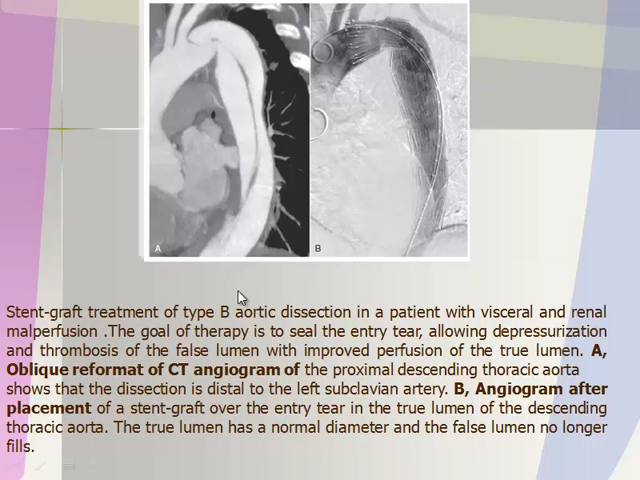 A
B
Stent-graft treatment of type B aortic dissection in a patient with visceral and renal
malperfusion .The goal of therapy is to seal the entry tear, allowing depressurization
and thrombosis of the false lumen with improved perfusion of the true lumen. A,
Oblique reformat of CT angiogram of the proximal descending thoracic aorta
shows that the dissection is distal to the left subclavian artery. B, Angiogram after
placement of a stent-graft over the entry tear in the true lumen of the descending
thoracic aorta. The true lumen has a normal diameter and the false lumen no longer
fills.